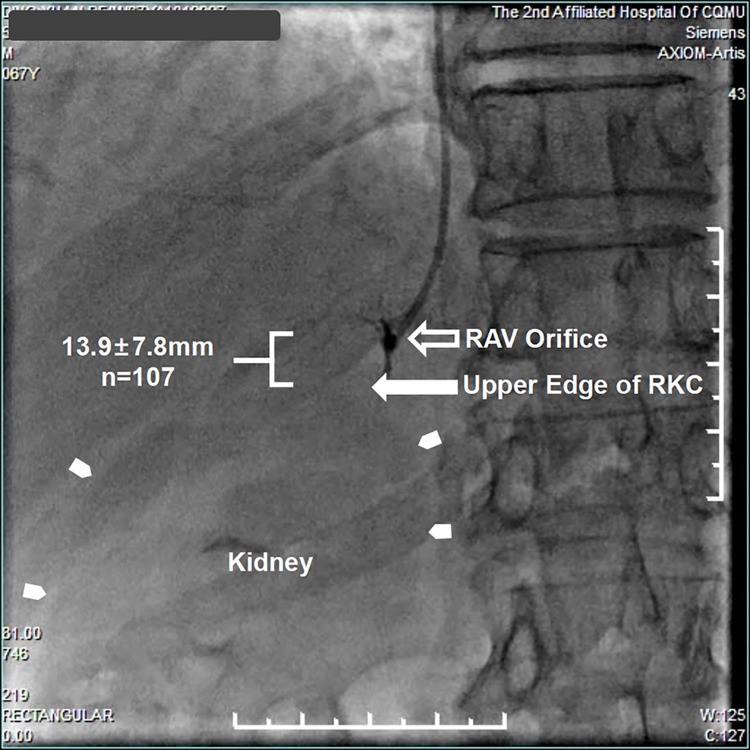 The 2nd Affiliated Hospital Of CQMU
Siemens
AXIOM-Artis
M
067Y
43
RAV Orifice
13.9±7.8mm
n=107
Upper Edge of RKC
Kidney
81.00
746
219
RECTANGULAR
0.00
W:125
C:127